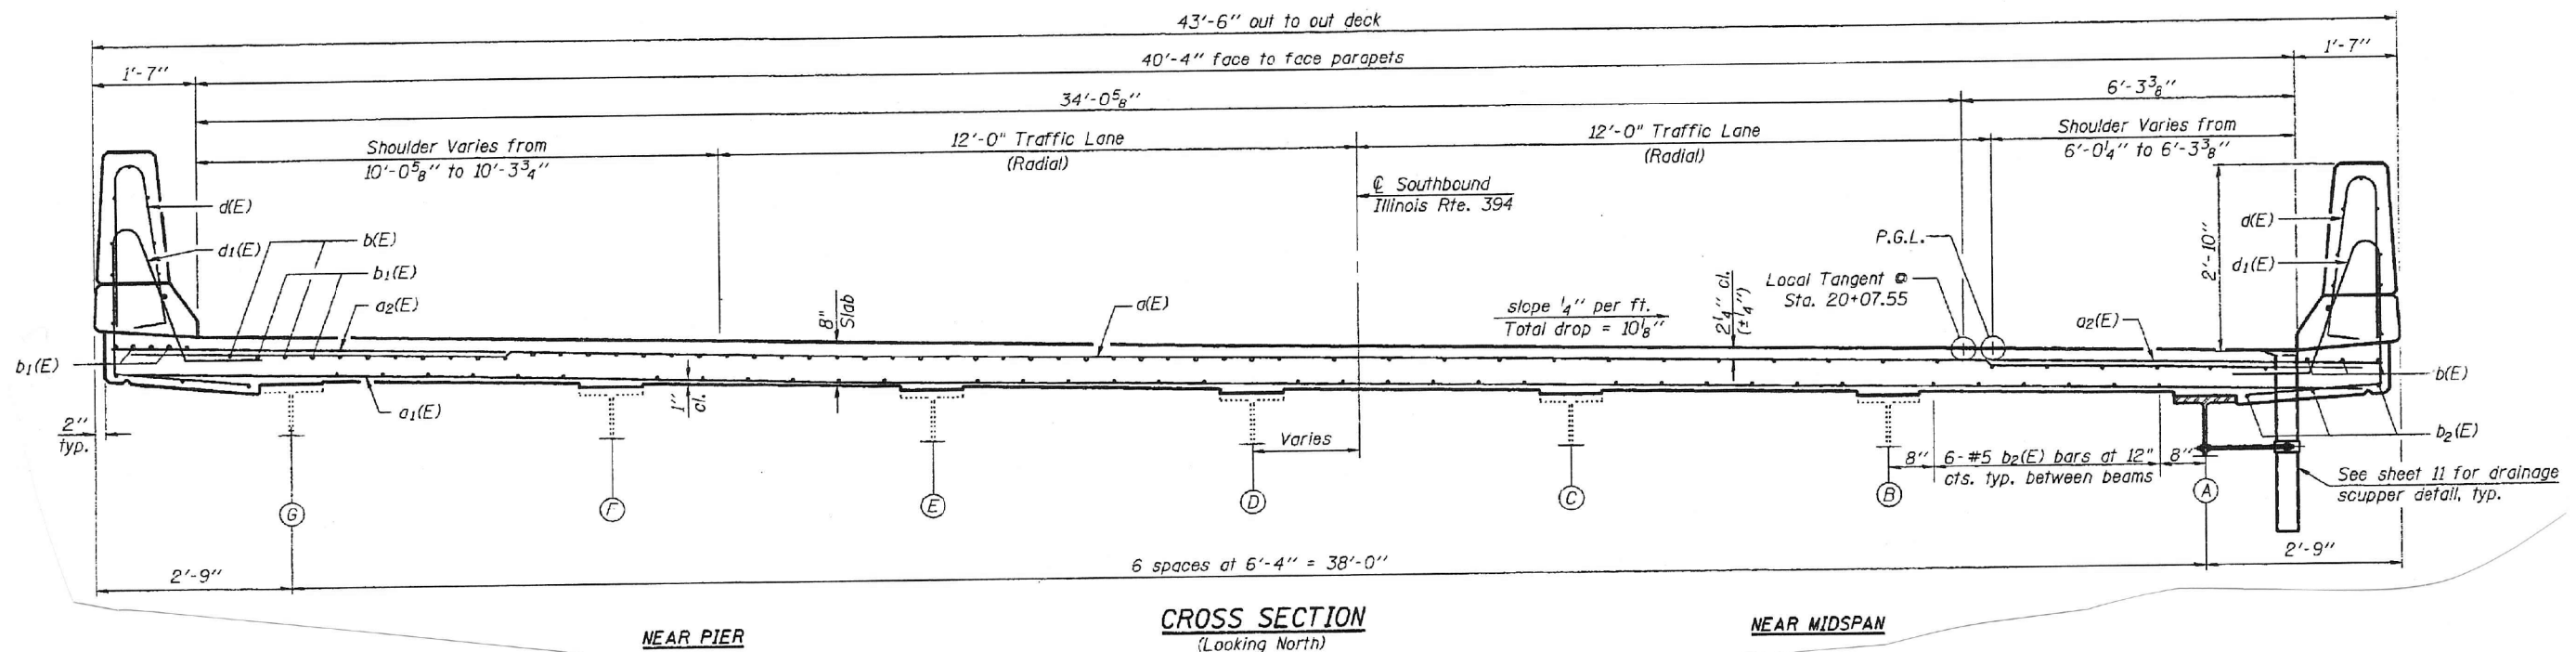 43'-6" out to out deck
1'-7"
40'-4" face to face parapets
1'-7"
34'-0⅝"
6'-3⅜"
Shoulder Varies from
10'-0⅝" to 10'-3¾"
12'-0" Traffic Lane
(Radial)
12'-0" Traffic Lane
(Radial)
Shoulder Varies from
6'-0¼" to 6'-3⅜"
℄ Southbound
Illinois Rte. 394
d(E)
d1(E)
b(E)
b1(E)
a2(E)
P.G.L.
Local Tangent @
Sta. 20+07.55
2'-10"
d(E)
d1(E)
8"
Slab
a(E)
slope ¼" per ft.
Total drop = 10⅛"
2¼" cl.
(±¼")
a2(E)
b1(E)
b(E)
a1(E)
1"
cl.
2"
typ.
Varies
8"
6-#5 b2(E) bars at 12"
cts. typ. between beams
8"
b2(E)
See sheet 11 for drainage
scupper detail, typ.
G
F
E
D
C
B
A
2'-9"
6 spaces at 6'-4" = 38'-0"
2'-9"
CROSS SECTION
(Looking North)
NEAR PIER
NEAR MIDSPAN